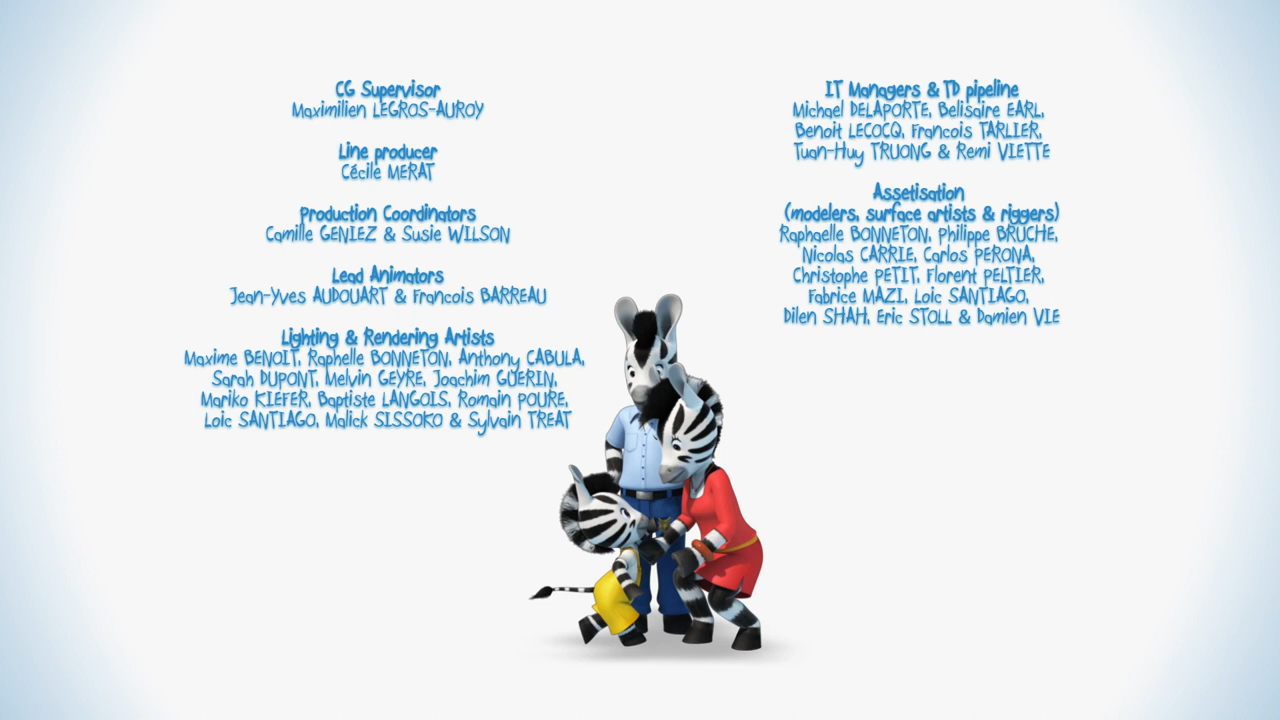 CG Supervisor
Maximilien LEGROS-AUROY
Line producer
Cécile MERAT
Production Coordinators
Camille GENIEZ & Susie WILSON
Lead Animators
Jean-Yves AUDOUART & Francois BARREAU
Lighting & Rendering Artists
Maxime BENOIT, Raphelle BONNETON, Anthony CABULA,
Sarah DUPONT, Melvin GEYRE, Joachim GUERIN,
Mariko KIEFER, Baptiste LANGOIS, Romain POURE,
Loic SANTIAGO, Malick SISSOKO & Sylvain TREAT
IT Managers & TD pipeline
Michael DELAPORTE, Belisaire EARL,
Benoit LECOCQ, Francois TARLIER,
Tuan-Huy TRUONG & Remi VIETTE
Assetisation
(modelers, surface artists & riggers)
Raphaelle BONNETON, Philippe BRUCHE,
Nicolas CARRIE, Carlos PERONA,
Christophe PETIT, Florent PELTIER,
Fabrice MAZI, Loic SANTIAGO,
Dilen SHAH, Eric STOLL & Damien VIE